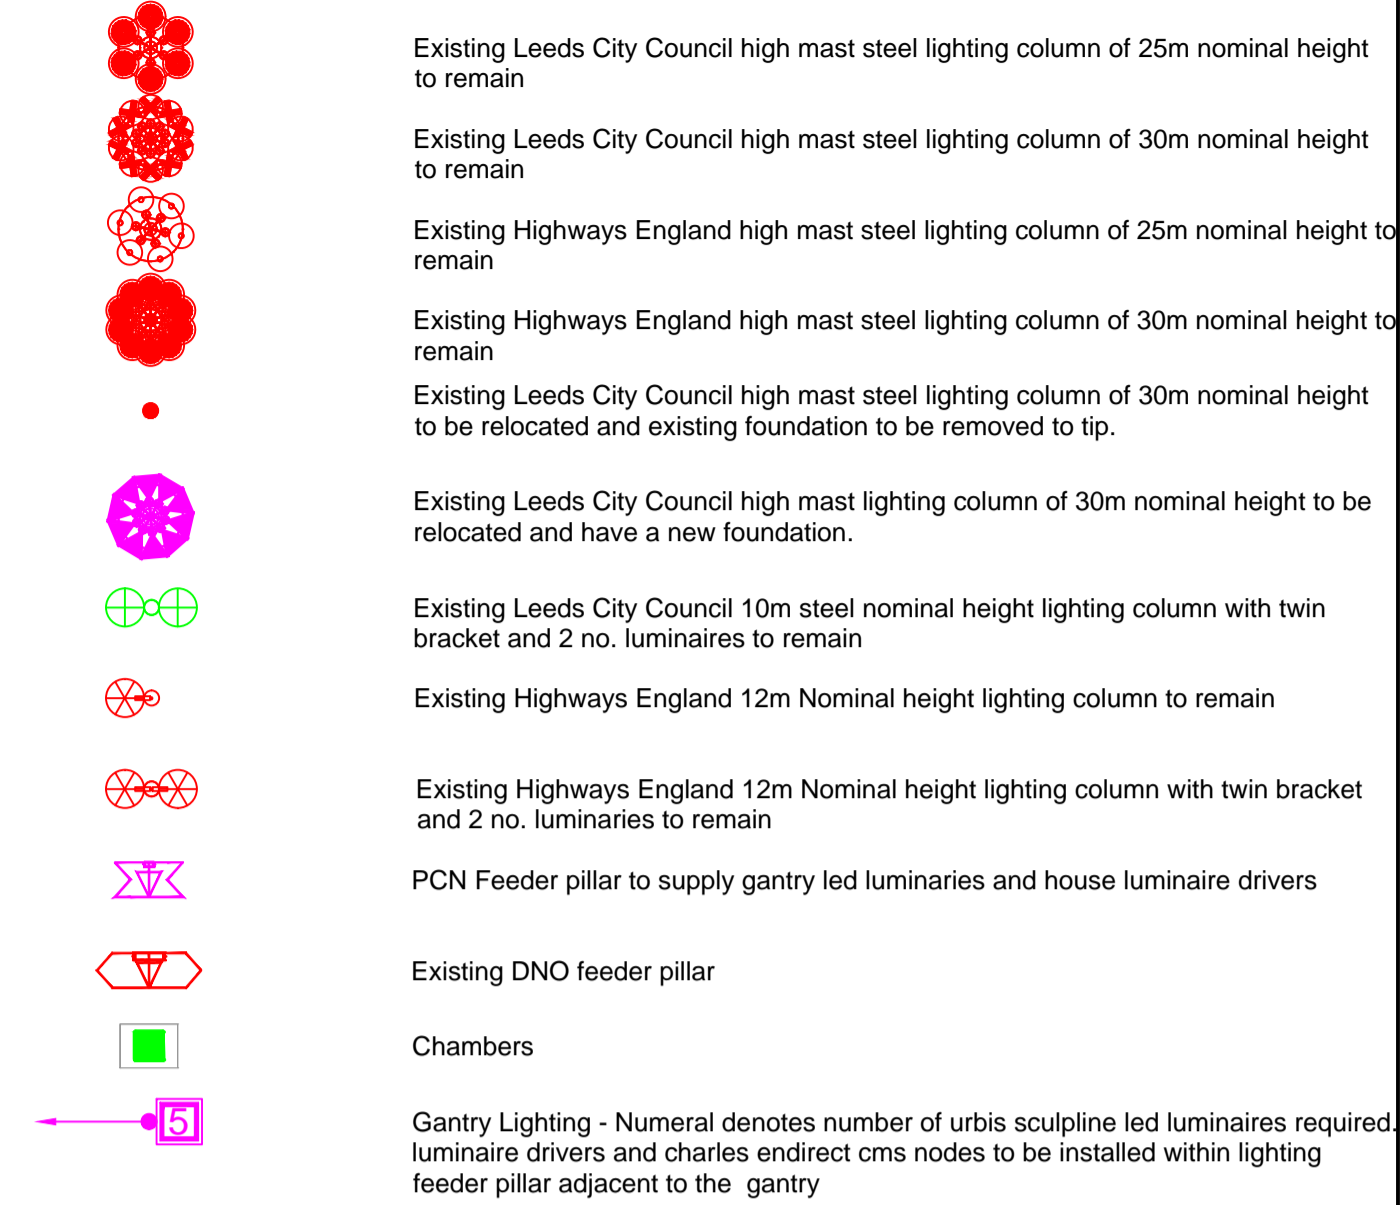 Existing Leeds City Council high mast steel lighting column of 25m nominal height
to remain
Existing Leeds City Council high mast steel lighting column of 30m nominal height
to remain
Existing Highways England high mast steel lighting column of 25m nominal height to
remain
Existing Highways England high mast steel lighting column of 30m nominal height to
remain
Existing Leeds City Council high mast steel lighting column of 30m nominal height
to be relocated and existing foundation to be removed to tip.
Existing Leeds City Council high mast lighting column of 30m nominal height to be
relocated and have a new foundation.
Existing Leeds City Council 10m steel nominal height lighting column with twin
bracket and 2 no. luminaires to remain
Existing Highways England 12m Nominal height lighting column to remain
Existing Highways England 12m Nominal height lighting column with twin bracket
and 2 no. luminaries to remain
PCN Feeder pillar to supply gantry led luminaries and house luminaire drivers
Existing DNO feeder pillar
Chambers
5
Gantry Lighting - Numeral denotes number of urbis sculpline led luminaires required.
luminaire drivers and charles endirect cms nodes to be installed within lighting
feeder pillar adjacent to the gantry